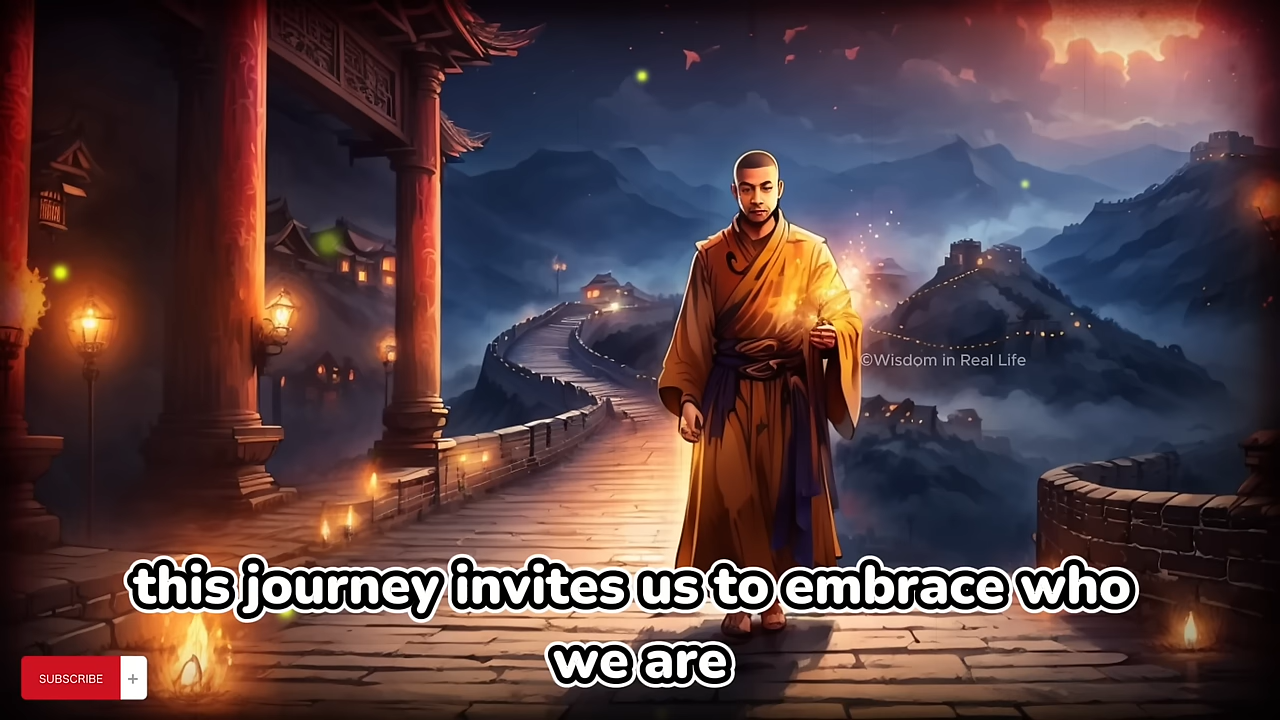 ©Wisdom in Real Life
this journey invites us to embrace who
we are
SUBSCRIBE +